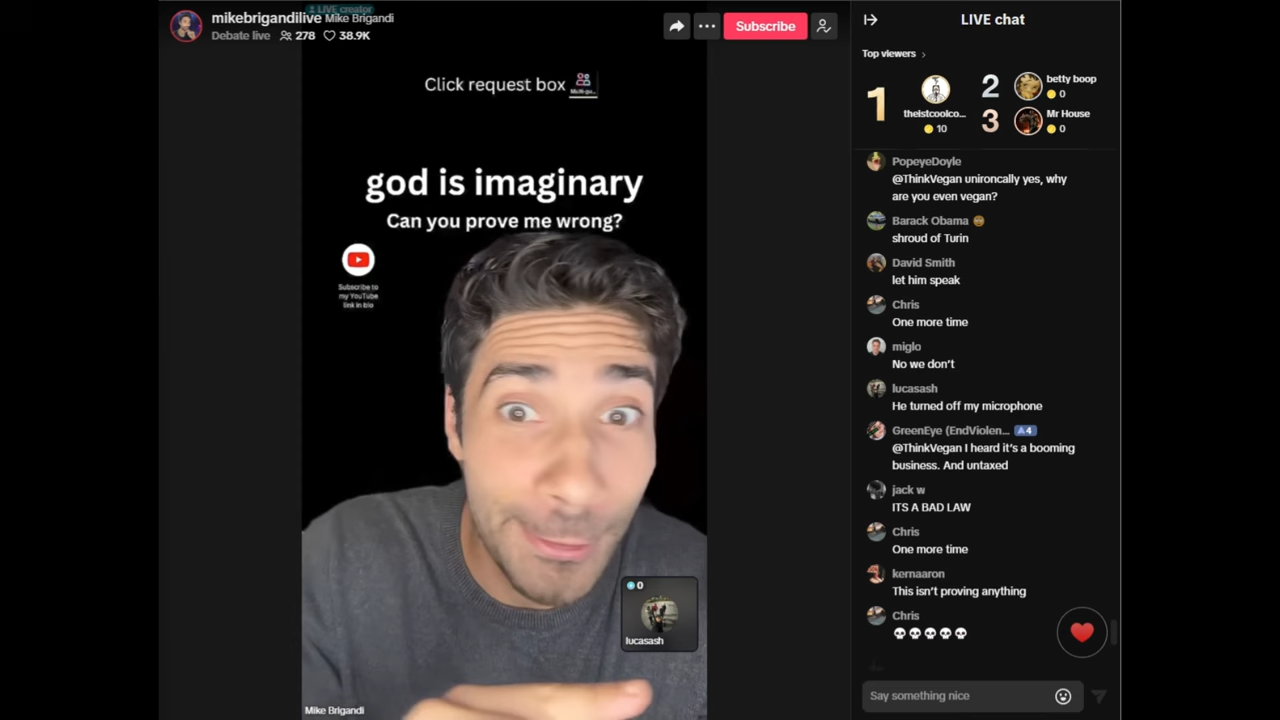 LIVE creator
mikebrigandilive Mike Brigandi
Debate live 278 38.9K
Subscribe
Click request box
god is imaginary
Can you prove me wrong?
Subscribe to
my YouTube
link in bio
0
lucasash
Mike Brigandi
LIVE chat
Top viewers
1
theistcoolco...
10
2
betty boop
0
3
Mr House
0
PopeyeDoyle
@ThinkVegan unironcally yes, why
are you even vegan?
Barack Obama
shroud of Turin
David Smith
let him speak
Chris
One more time
miglo
No we don't
lucasash
He turned off my microphone
GreenEye (EndViolen... 4
@ThinkVegan I heard it's a booming
business. And untaxed
jack w
ITS A BAD LAW
Chris
One more time
kernaaron
This isn't proving anything
Chris
💀💀💀💀💀
Say something nice